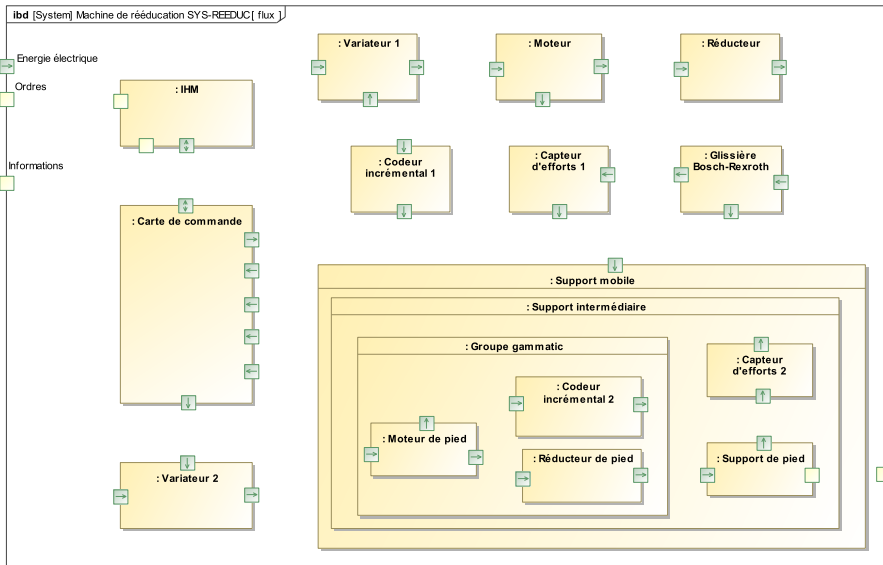 ibd [System] Machine de rééducation SYS-REEDUC[ flux ]
Energie électrique
Ordres
Informations
: IHM
: Variateur 1
: Moteur
: Réducteur
: Codeur
incrémental 1
: Capteur
d'efforts 1
: Glissière
Bosch-Rexroth
: Carte de commande
: Support mobile
: Support intermédiaire
: Groupe gammatic
: Capteur
d'efforts 2
: Codeur
incrémental 2
: Moteur de pied
: Réducteur de pied
: Support de pied
: Variateur 2